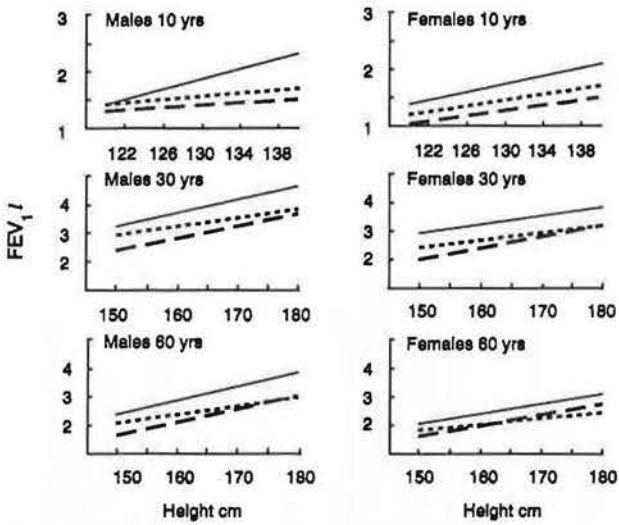 Males 10 yrs
3
2
1
122 126 130 134 138
Females 10 yrs
3
2
1
122 126 130 134 138
FEV1 l
Males 30 yrs
4
3
2
150 160 170 180
Females 30 yrs
4
3
2
150 160 170 180
Males 60 yrs
4
3
2
150 160 170 180
Height cm
Females 60 yrs
4
3
2
150 160 170 180
Height cm